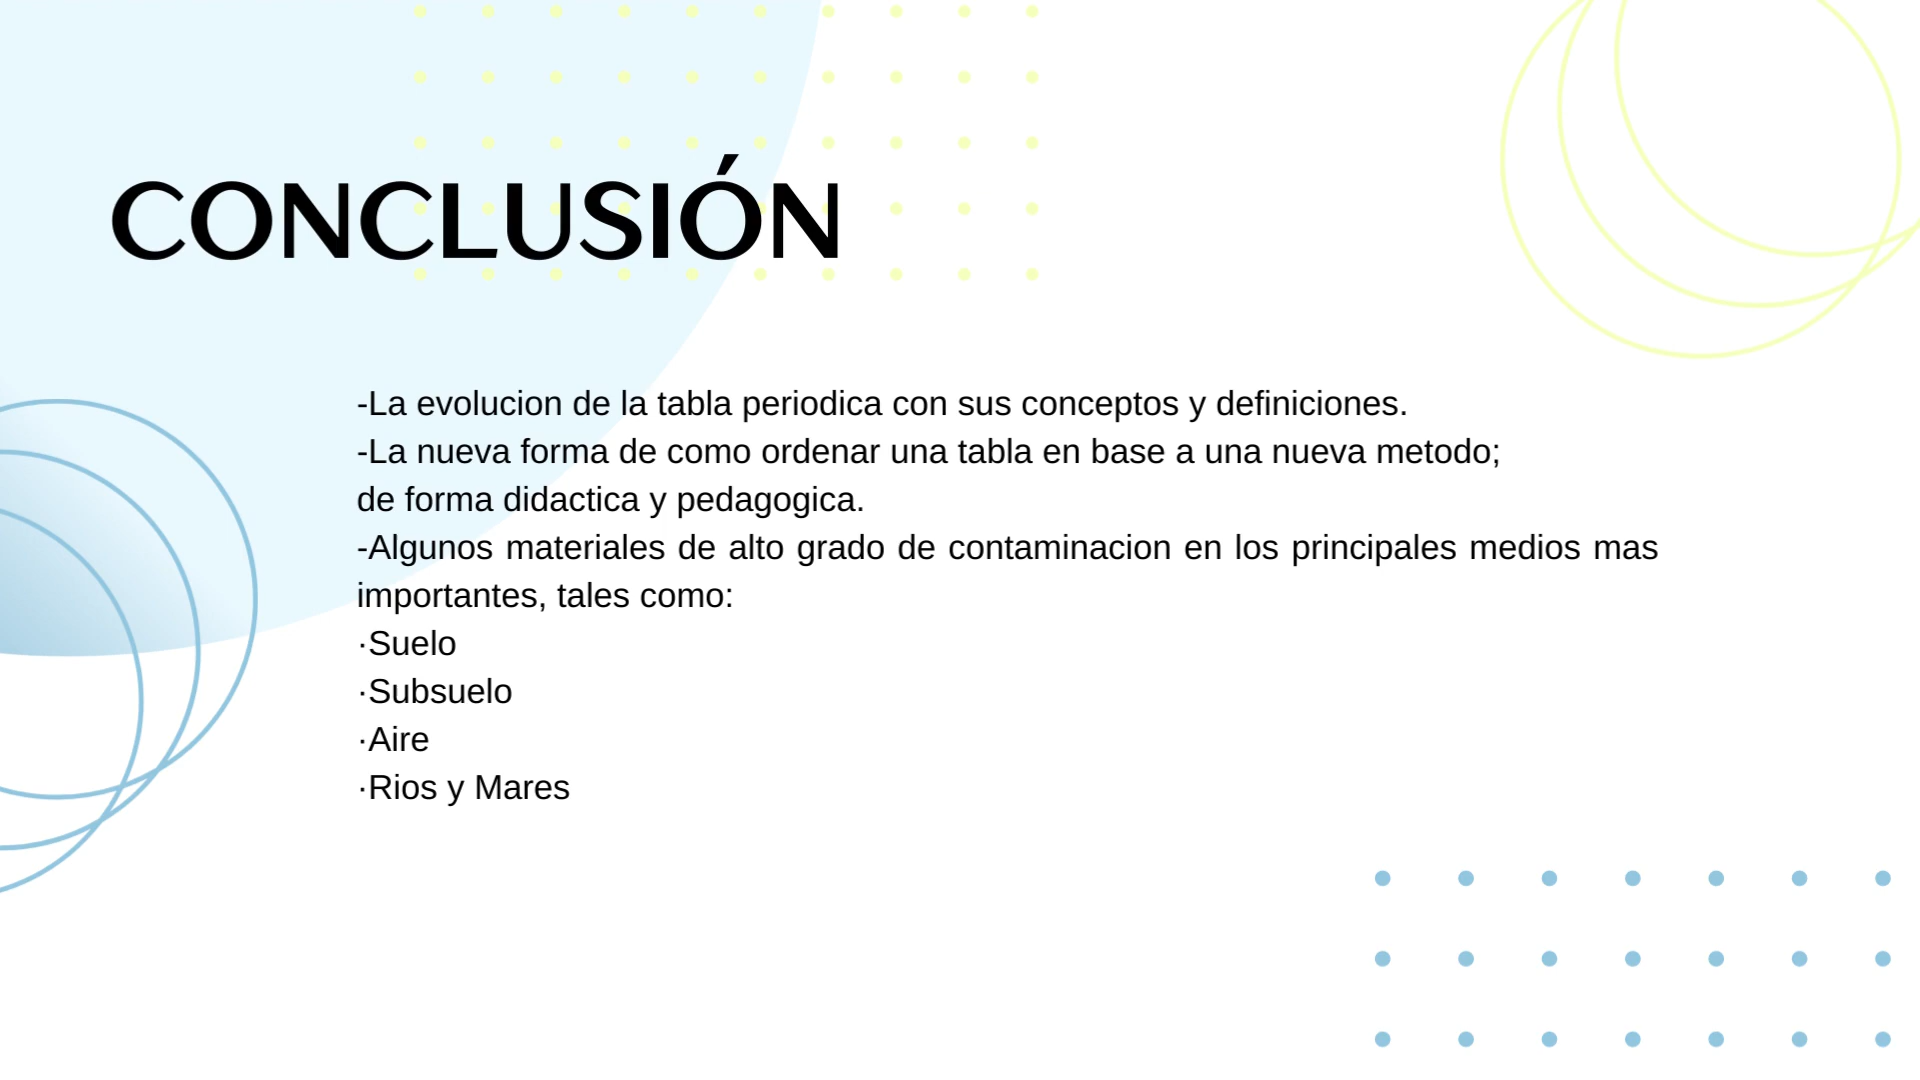 CONCLUSIÓN
-La evolucion de la tabla periodica con sus conceptos y definiciones.
-La nueva forma de como ordenar una tabla en base a una nueva metodo;
de forma didactica y pedagogica.
-Algunos materiales de alto grado de contaminacion en los principales medios mas
importantes, tales como:
·Suelo
·Subsuelo
·Aire
·Rios y Mares